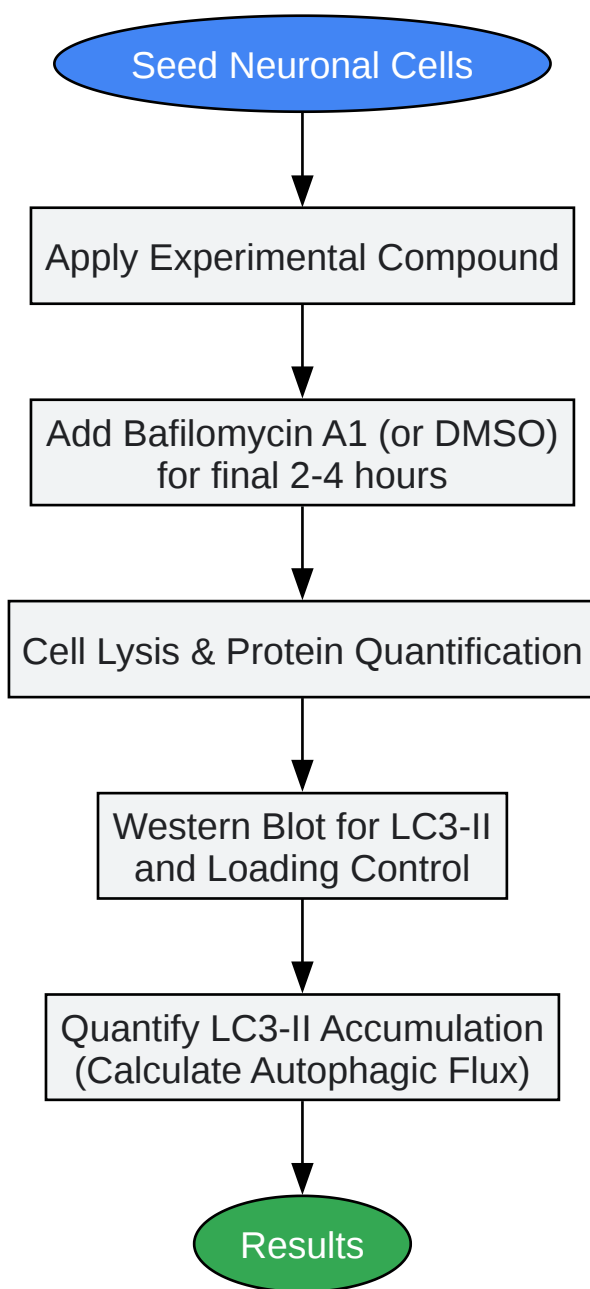 Seed Neuronal Cells
Apply Experimental Compound
Add Bafilomycin A1 (or DMSO)
for final 2-4 hours
Cell Lysis & Protein Quantification
Western Blot for LC3-II
and Loading Control
Quantify LC3-II Accumulation
(Calculate Autophagic Flux)
Results